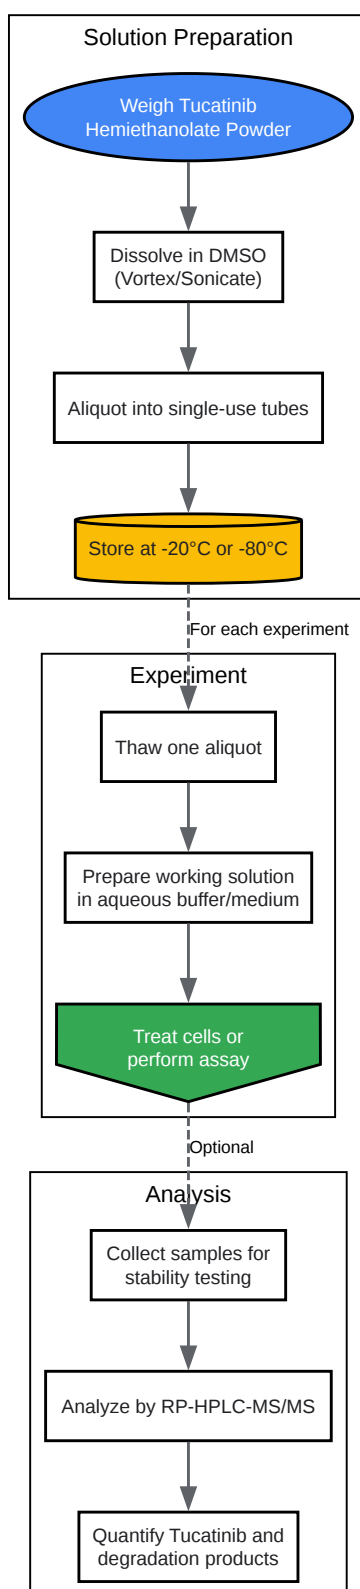 Solution Preparation
Weigh Tucatinib
Hemiethanolate Powder
Dissolve in DMSO
(Vortex/Sonicate)
Aliquot into single-use tubes
Store at -20°C or -80°C
For each experiment
Experiment
Thaw one aliquot
Prepare working solution
in aqueous buffer/medium
Treat cells or
perform assay
Optional
Analysis
Collect samples for
stability testing
Analyze by RP-HPLC-MS/MS
Quantify Tucatinib and
degradation products